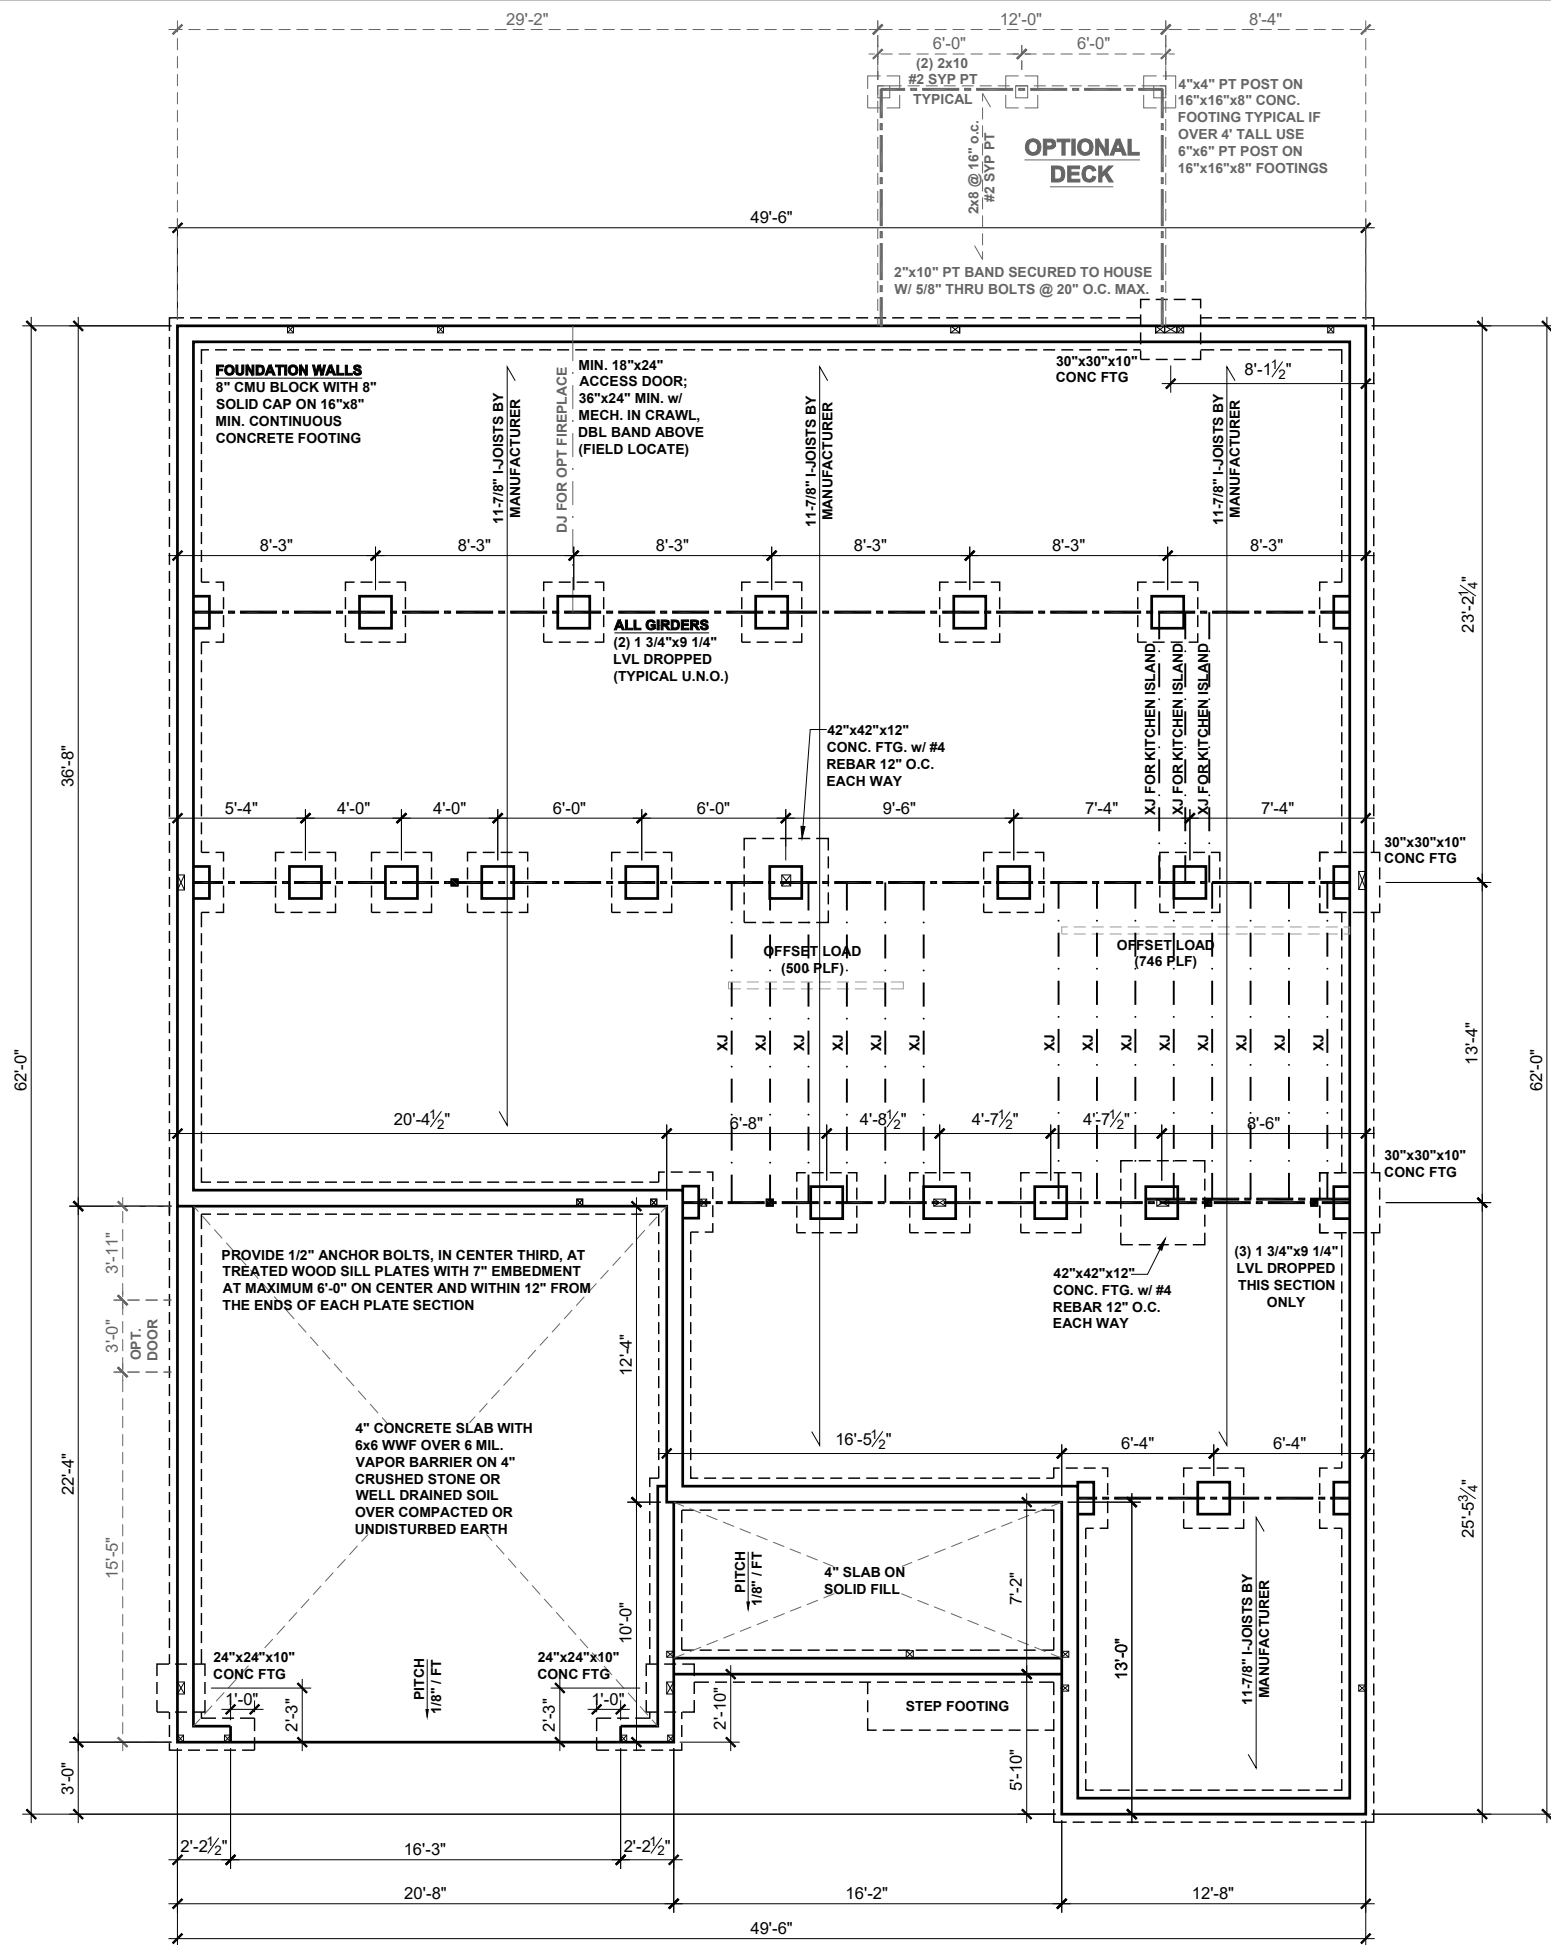 29'-2"
12'-0"
8'-4"
6'-0"
6'-0"
(2) 2x10
#2 SYP PT
TYPICAL
2x8 @ 16" o.c.
#2 SYP PT
OPTIONAL
DECK
4"x4" PT POST ON
16"x16"x8" CONC.
FOOTING TYPICAL IF
OVER 4' TALL USE
6"x6" PT POST ON
16"x16"x8" FOOTINGS
49'-6"
2"x10" PT BAND SECURED TO HOUSE
W/ 5/8" THRU BOLTS @ 20" O.C. MAX.
FOUNDATION WALLS
8" CMU BLOCK WITH 8"
SOLID CAP ON 16"x8"
MIN. CONTINUOUS
CONCRETE FOOTING
11-7/8" I-JOISTS BY
MANUFACTURER
DJ FOR OPT FIREPLACE
MIN. 18"x24"
ACCESS DOOR;
36"x24" MIN. w/
MECH. IN CRAWL,
DBL BAND ABOVE
(FIELD LOCATE)
11-7/8" I-JOISTS BY
MANUFACTURER
30"x30"x10"
CONC FTG
8'-1½"
11-7/8" I-JOISTS BY
MANUFACTURER
8'-3"
8'-3"
8'-3"
8'-3"
8'-3"
8'-3"
23'-2¼"
ALL GIRDERS
(2) 1 3/4"x9 1/4"
LVL DROPPED
(TYPICAL U.N.O.)
XJ FOR KITCHEN ISLAND
XJ FOR KITCHEN ISLAND
XJ FOR KITCHEN ISLAND
36'-8"
42"x42"x12"
CONC. FTG. w/ #4
REBAR 12" O.C.
EACH WAY
5'-4"
4'-0"
4'-0"
6'-0"
6'-0"
9'-6"
7'-4"
7'-4"
30"x30"x10"
CONC FTG
OFFSET LOAD
(500 PLF)
OFFSET LOAD
(746 PLF)
62'-0"
XJ
XJ
XJ
XJ
XJ
XJ
XJ
XJ
XJ
XJ
XJ
XJ
XJ
XJ
13'-4"
62'-0"
20'-4½"
6'-8"
4'-8½"
4'-7½"
4'-7½"
8'-6"
30"x30"x10"
CONC FTG
3'-11"
3'-0"
OPT.
DOOR
15'-5"
22'-4"
PROVIDE 1/2" ANCHOR BOLTS, IN CENTER THIRD, AT
TREATED WOOD SILL PLATES WITH 7" EMBEDMENT
AT MAXIMUM 6'-0" ON CENTER AND WITHIN 12" FROM
THE ENDS OF EACH PLATE SECTION
12'-4"
42"x42"x12"
CONC. FTG. w/ #4
REBAR 12" O.C.
EACH WAY
(3) 1 3/4"x9 1/4"
LVL DROPPED
THIS SECTION
ONLY
4" CONCRETE SLAB WITH
6x6 WWF OVER 6 MIL.
VAPOR BARRIER ON 4"
CRUSHED STONE OR
WELL DRAINED SOIL
OVER COMPACTED OR
UNDISTURBED EARTH
16'-5½"
6'-4"
6'-4"
25'-5¾"
PITCH
1/8" / FT
4" SLAB ON
SOLID FILL
7'-2"
10'-0"
13'-0"
11-7/8" I-JOISTS BY
MANUFACTURER
24"x24"x10"
CONC FTG
1'-0"
2'-3"
PITCH
1/8" / FT
24"x24"x10"
CONC FTG
1'-0"
2'-3"
2'-10"
STEP FOOTING
5'-10"
3'-0"
2'-2½"
16'-3"
2'-2½"
20'-8"
16'-2"
12'-8"
49'-6"